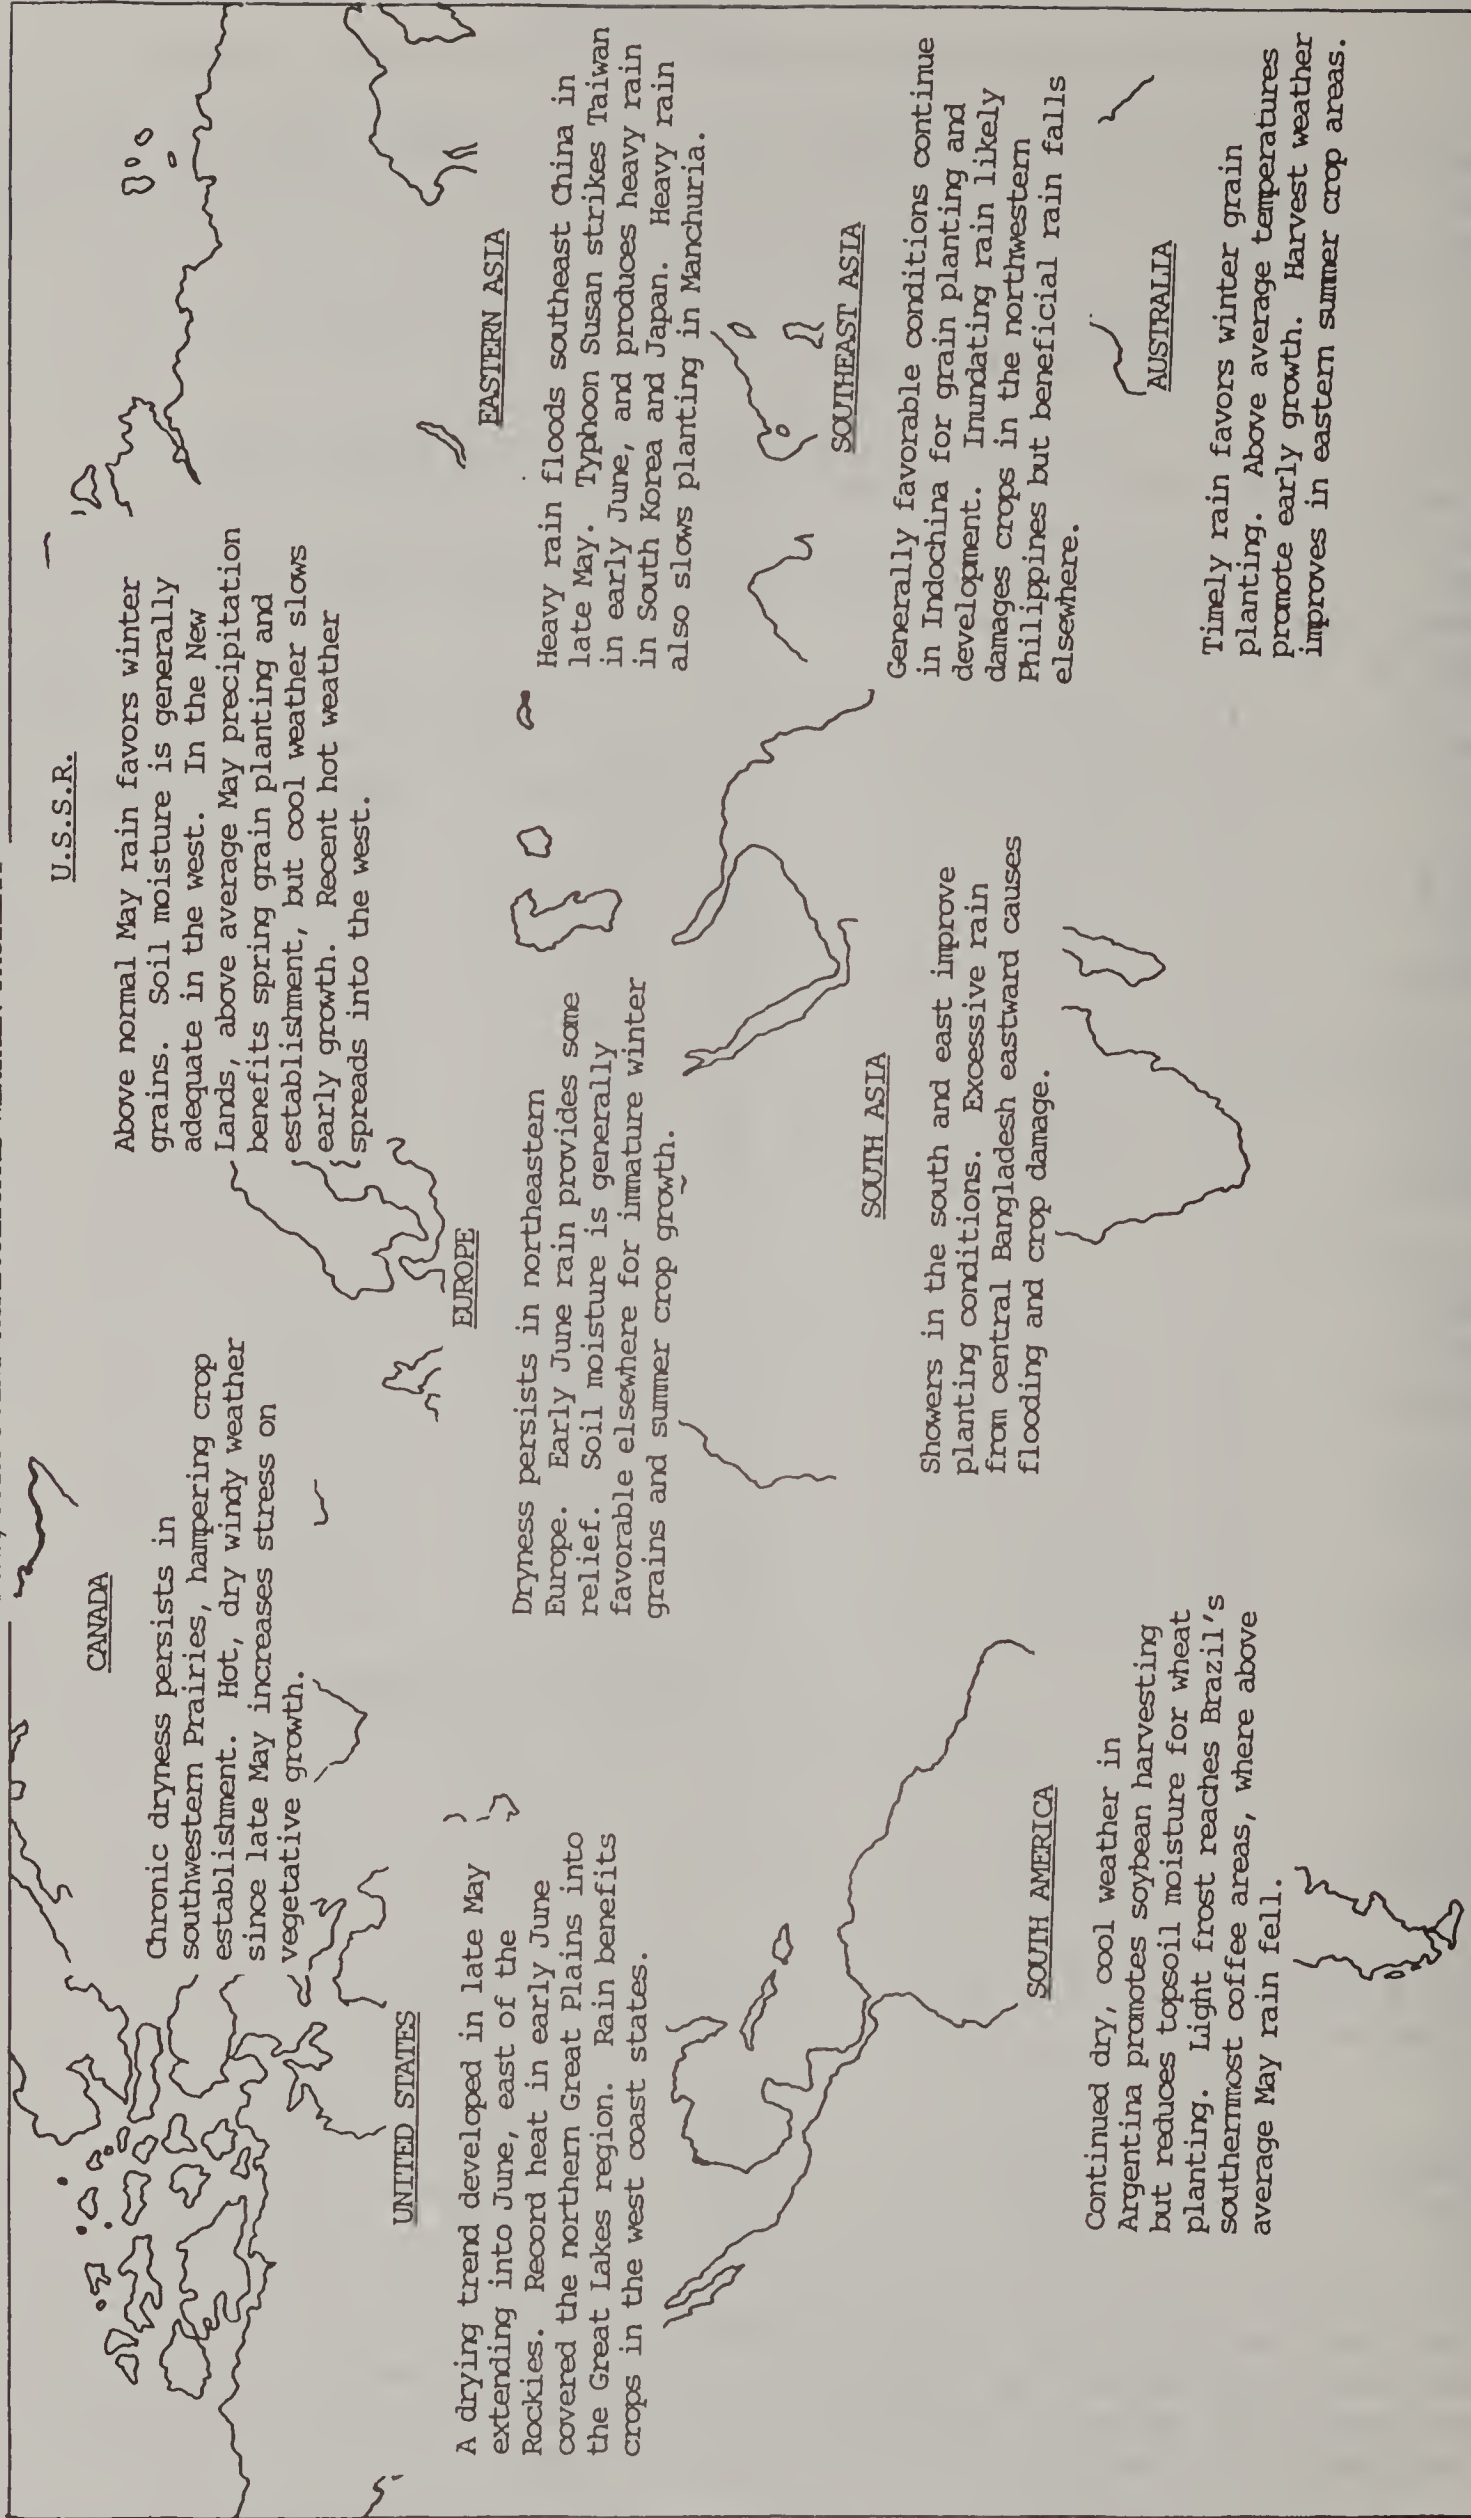 CANADA
Chronic dryness persists in
southwestern Prairies, hampering crop
establishment.  Hot, dry windy weather
since late May increases stress on
vegetative growth.
U.S.S.R.
Above normal May rain favors winter
grains.  Soil moisture is generally
adequate in the west.  In the New
Lands, above average May precipitation
benefits spring grain planting and
establishment, but cool weather slows
early growth.  Recent hot weather
spreads into the west.
UNITED STATES
A drying trend developed in late May
extending into June, east of the
Rockies.  Record heat in early June
covered the northern Great Plains into
the Great Lakes region.  Rain benefits
crops in the west coast states.
EUROPE
Dryness persists in northeastern
Europe.  Early June rain provides some
relief.  Soil moisture is generally
favorable elsewhere for immature winter
grains and summer crop growth.
EASTERN ASIA
Heavy rain floods southeast China in
late May.  Typhoon Susan strikes Taiwan
in early June, and produces heavy rain
in South Korea and Japan.  Heavy rain
also slows planting in Manchuria.
SOUTH ASIA
Showers in the south and east improve
planting conditions.  Excessive rain
from central Bangladesh eastward causes
flooding and crop damage.
SOUTHEAST ASIA
Generally favorable conditions continue
in Indochina for grain planting and
development.  Inundating rain likely
damages crops in the northwestern
Philippines but beneficial rain falls
elsewhere.
SOUTH AMERICA
Continued dry, cool weather in
Argentina promotes soybean harvesting
but reduces topsoil moisture for wheat
planting.  Light frost reaches Brazil's
southernmost coffee areas, where above
average May rain fell.
AUSTRALIA
Timely rain favors winter grain
planting.  Above average temperatures
promote early growth.  Harvest weather
improves in eastern summer crop areas.